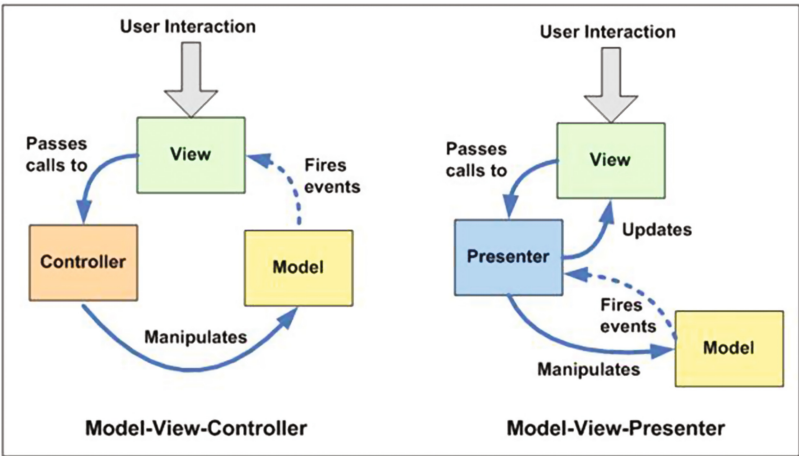 User Interaction
Passes
calls to
View
Fires
events
Controller
Model
Manipulates
Model-View-Controller
User Interaction
Passes
calls to
View
Updates
Presenter
Fires
events
Model
Manipulates
Model-View-Presenter